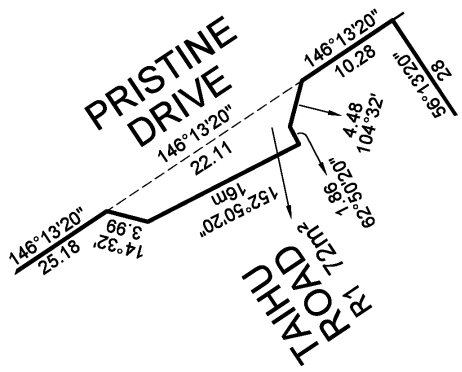 PRISTINE
DRIVE
146°13'20"
10.28
56°13'20"
28
146°13'20"
22.11
4.48
104°32'
62°50'20"
1.86
152°50'20"
16m
146°13'20"
25.18
14°32'
3.99
TAIHU
ROAD
R1 72m²